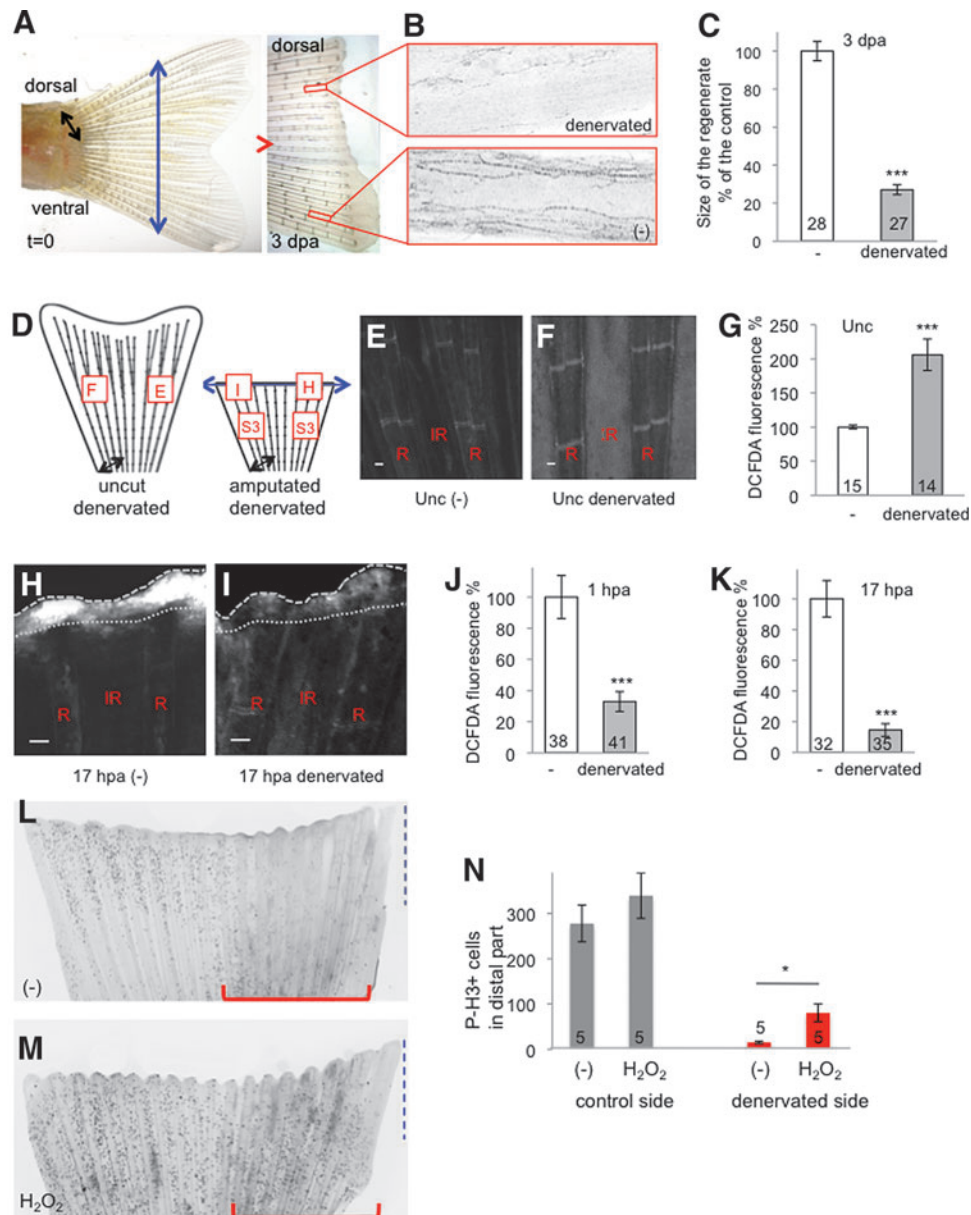 A
dorsal
ventral
t=0
dorsal
3 dpa
B
denervated
(-)
C
Size of the regenerate
% of the control
3 dpa
100
80
60
40
20
0
28
***
27
-
denervated
D
F
E
uncut
denervated
I
H
S3
S3
amputated
denervated
E
IR
R
R
Unc (-)
F
IR
R
R
Unc denervated
G
DCFDA fluorescence %
Unc
250
200
150
100
50
0
***
15
14
-
denervated
H
R
IR
R
17 hpa (-)
I
R
IR
R
17 hpa denervated
J
DCFDA fluorescence %
1 hpa
100
80
60
40
20
0
***
38
41
-
denervated
K
DCFDA fluorescence %
17 hpa
100
80
60
40
20
0
***
32
35
-
denervated
L
(-)
M
H2O2
N
P-H3+ cells
in distal part
300
200
100
0
*
5
5
5
5
(-)
H2O2
(-)
H2O2
control side
denervated side